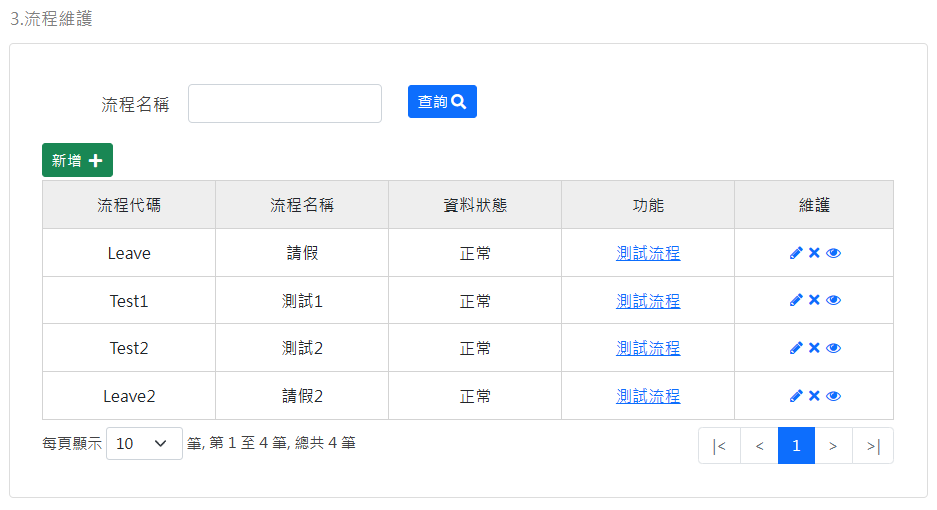 3.流程維護
流程名稱 查詢
新增
流程代碼 流程名稱 資料狀態 功能 維護
Leave 請假 正常 測試流程
Test1 測試1 正常 測試流程
Test2 測試2 正常 測試流程
Leave2 請假2 正常 測試流程
每頁顯示 10 筆, 第 1 至 4 筆, 總共 4 筆 |< < 1 > >|